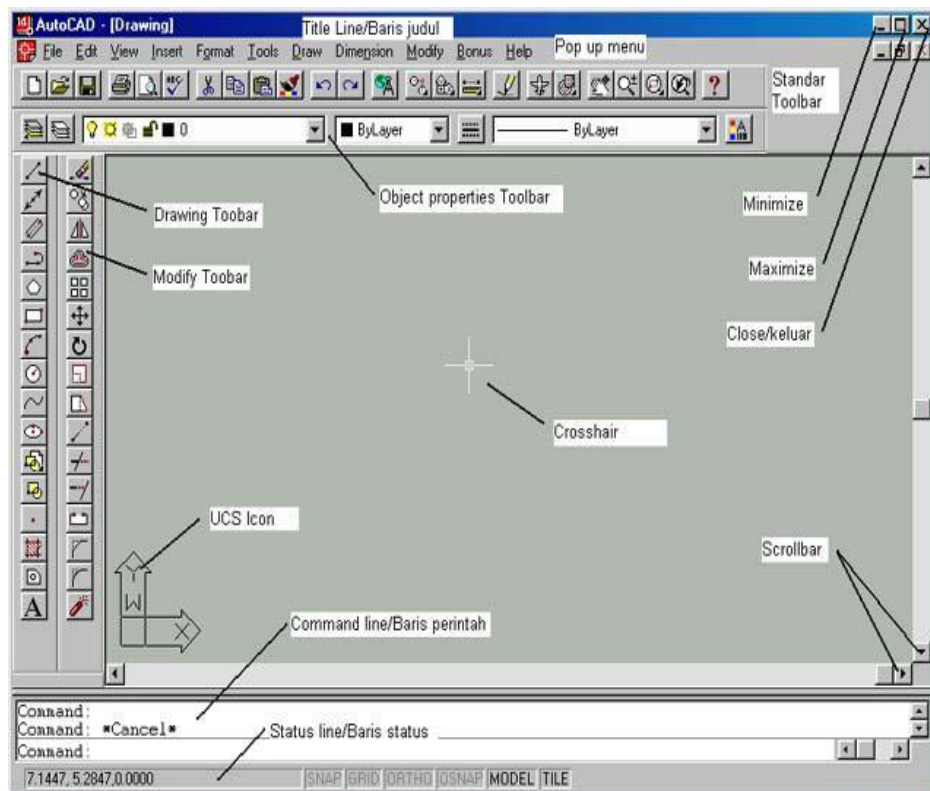 AutoCAD - [Drawing]
Title Line/Baris judul
File Edit View Insert Format Tools Draw Dimension Modify Bonus Help
Pop up menu
Standar
Toolbar
0
ByLayer
ByLayer
Object properties Toolbar
Drawing Toobar
Modify Toobar
Minimize
Maximize
Close/keluar
Crosshair
UCS Icon
Scrollbar
Y
W
X
Command line/Baris perintah
A
Command:
Command: *Cancel*
Status line/Baris status
Command:
7.1447, 5.2847,0.0000
SNAP GRID ORTHO OSNAP MODEL TILE